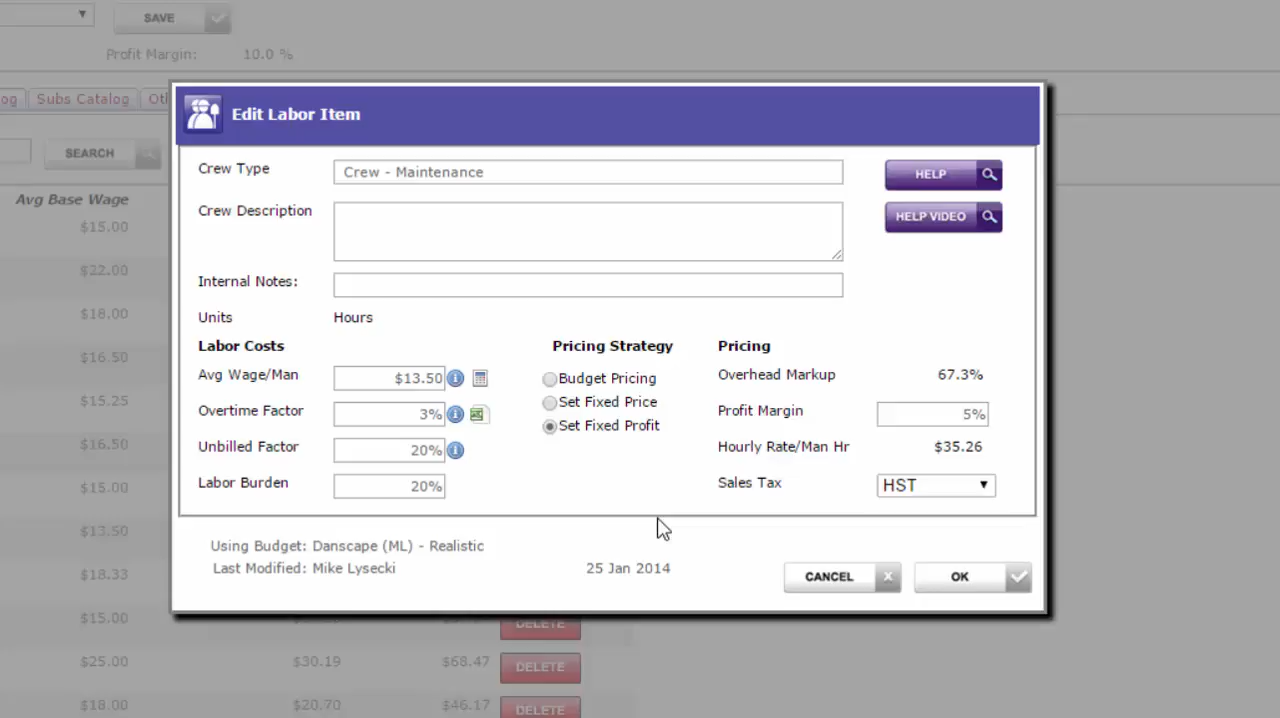 SAVE
Profit Margin: 10.0 %
og Subs Catalog Otl
SEARCH
Avg Base Wage
$15.00
$22.00
$18.00
$16.50
$15.25
$16.50
$15.00
$13.50
$18.33
$15.00 DELETE
$25.00 $30.19 $68.47 DELETE
$18.00 $20.70 $46.17 DELETE
Edit Labor Item
Crew Type Crew - Maintenance HELP
Crew Description HELP VIDEO
Internal Notes:
Units Hours
Labor Costs Pricing Strategy Pricing
Avg Wage/Man $13.50 Budget Pricing Overhead Markup 67.3%
Set Fixed Price
Overtime Factor 3% Set Fixed Profit Profit Margin 5%
Unbilled Factor 20% Hourly Rate/Man Hr $35.26
Labor Burden 20% Sales Tax HST
Using Budget: Danscape (ML) - Realistic
Last Modified: Mike Lysecki 25 Jan 2014
CANCEL OK